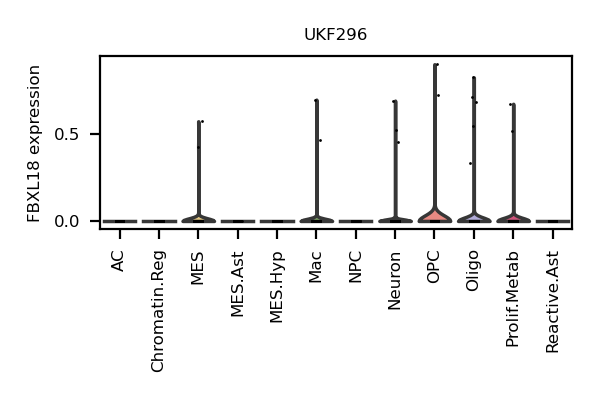 UKF296
FBXL18 expression
0.5
0.0
AC
Chromatin.Reg
MES
MES.Ast
MES.Hyp
Mac
NPC
Neuron
OPC
Oligo
Prolif.Metab
Reactive.Ast